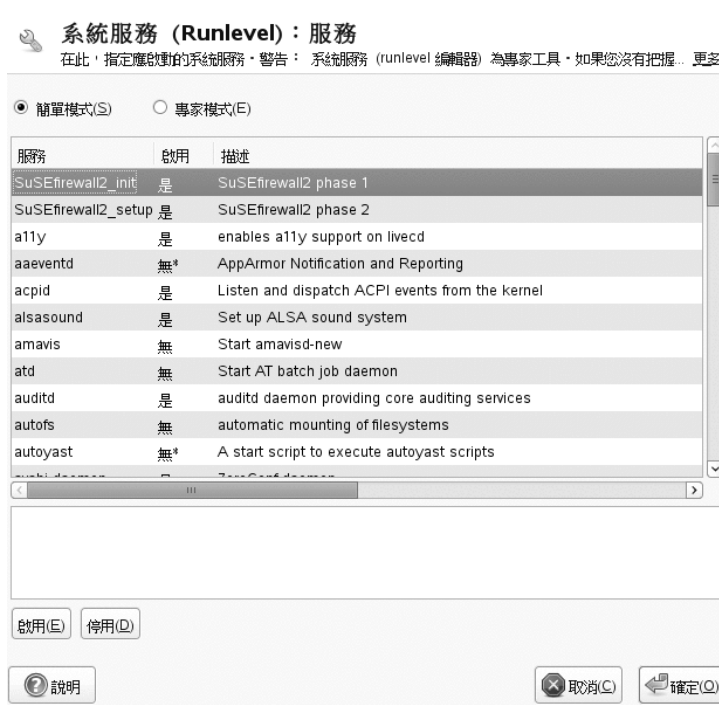 系統服務 (Runlevel)：服務
在此，指定應啟動的系統服務。警告： 系統服務 (runlevel 編輯器) 為專家工具。如果您沒有把握... 更多
簡單模式(S) 專家模式(E)
服務 啟用 描述
SuSEfirewall2_init 是 SuSEfirewall2 phase 1
SuSEfirewall2_setup 是 SuSEfirewall2 phase 2
a11y 是 enables a11y support on livecd
aaeventd 無* AppArmor Notification and Reporting
acpid 是 Listen and dispatch ACPI events from the kernel
alsasound 是 Set up ALSA sound system
amavis 無 Start amavisd-new
atd 無 Start AT batch job daemon
auditd 是 auditd daemon providing core auditing services
autofs 無 automatic mounting of filesystems
autoyast 無* A start script to execute autoyast scripts
啟用(E) 停用(D)
說明 取消(C) 確定(O)